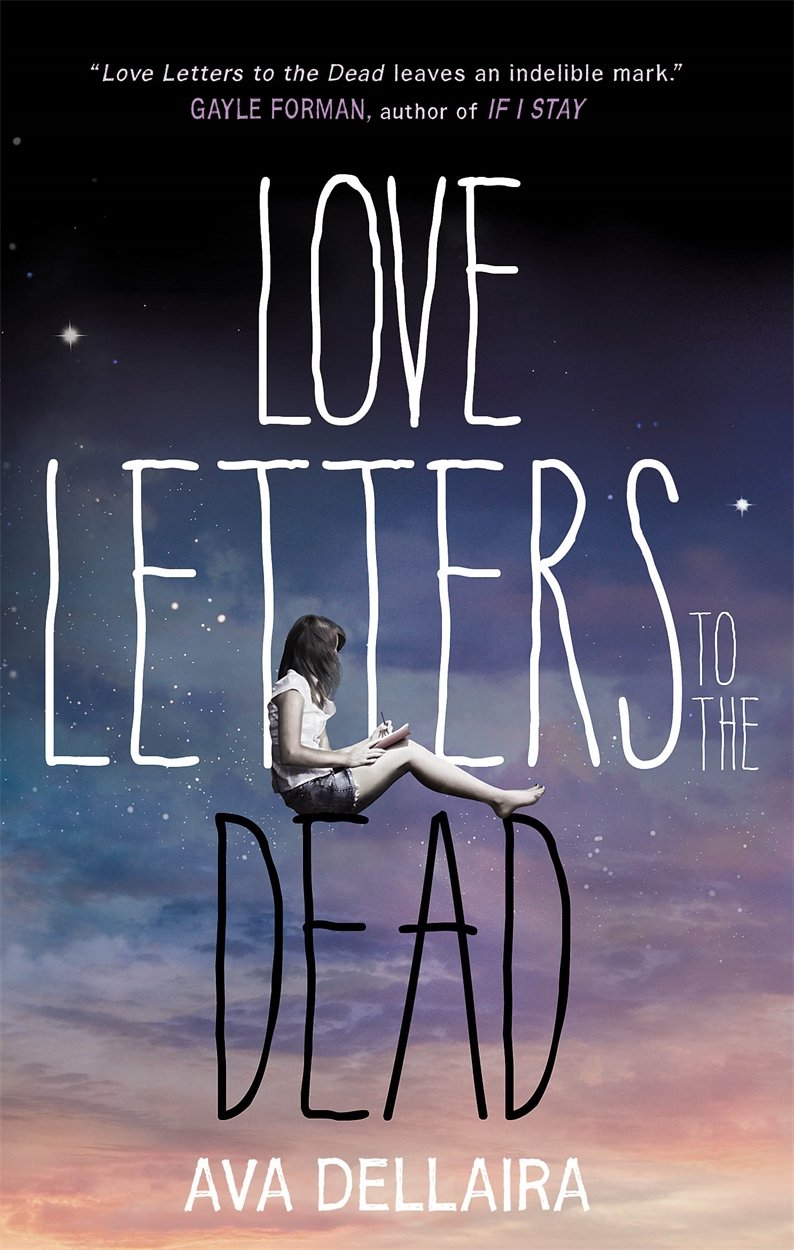 “Love Letters to the Dead leaves an indelible mark.”
GAYLE FORMAN, author of IF I STAY
LOVE
LETTERS
TO
THE
DEAD
AVA DELLAIRA